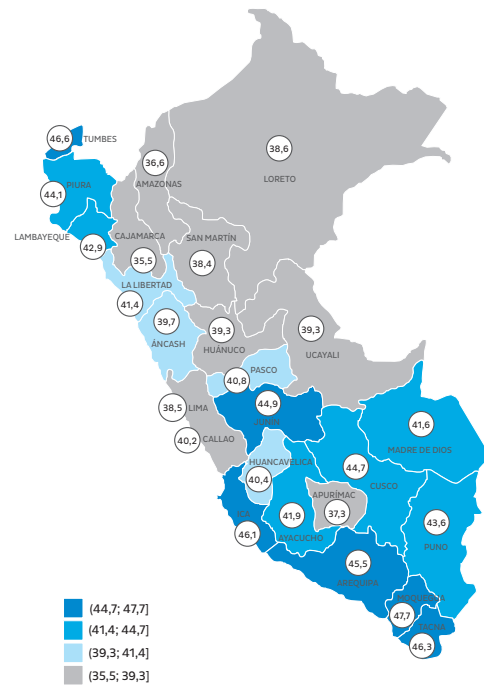 46,6
TUMBES
36,6
AMAZONAS
38,6
LORETO
PIURA
44,1
LAMBAYEQUE
42,9
CAJAMARCA
35,5
SAN MARTÍN
38,4
LA LIBERTAD
41,4
39,7
ÁNCASH
39,3
HUÁNUCO
39,3
UCAYALI
PASCO
40,8
38,5
LIMA
44,9
JUNÍN
40,2
CALLAO
41,6
MADRE DE DIOS
HUANCAVELICA
40,4
44,7
CUSCO
APURÍMAC
37,3
ICA
46,1
41,9
AYACUCHO
43,6
PUNO
45,5
AREQUIPA
MOQUEGUA
47,7
TACNA
46,3
(44,7; 47,7]
(41,4; 44,7]
(39,3; 41,4]
(35,5; 39,3]